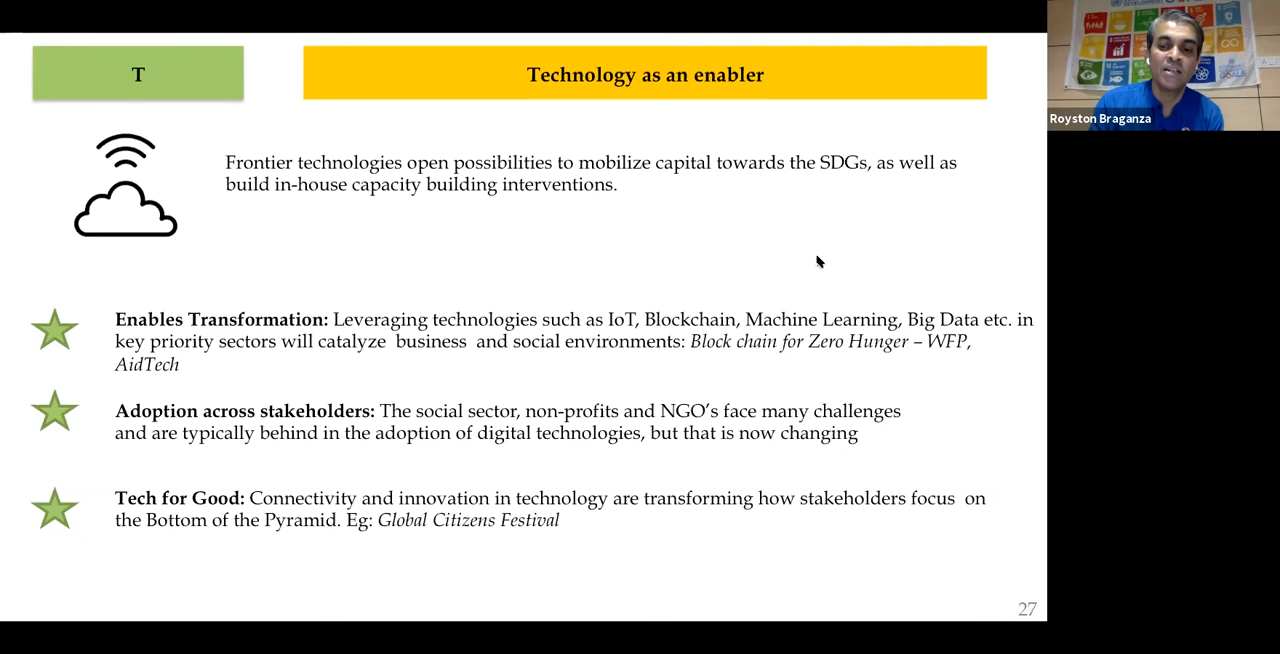 T
Technology as an enabler
Royston Braganza
Frontier technologies open possibilities to mobilize capital towards the SDGs, as well as
build in-house capacity building interventions.
Enables Transformation: Leveraging technologies such as IoT, Blockchain, Machine Learning, Big Data etc. in
key priority sectors will catalyze  business  and social environments: Block chain for Zero Hunger – WFP,
AidTech
Adoption across stakeholders: The social sector, non-profits and NGO’s face many challenges
and are typically behind in the adoption of digital technologies, but that is now changing
Tech for Good: Connectivity and innovation in technology are transforming how stakeholders focus  on
the Bottom of the Pyramid. Eg: Global Citizens Festival
27